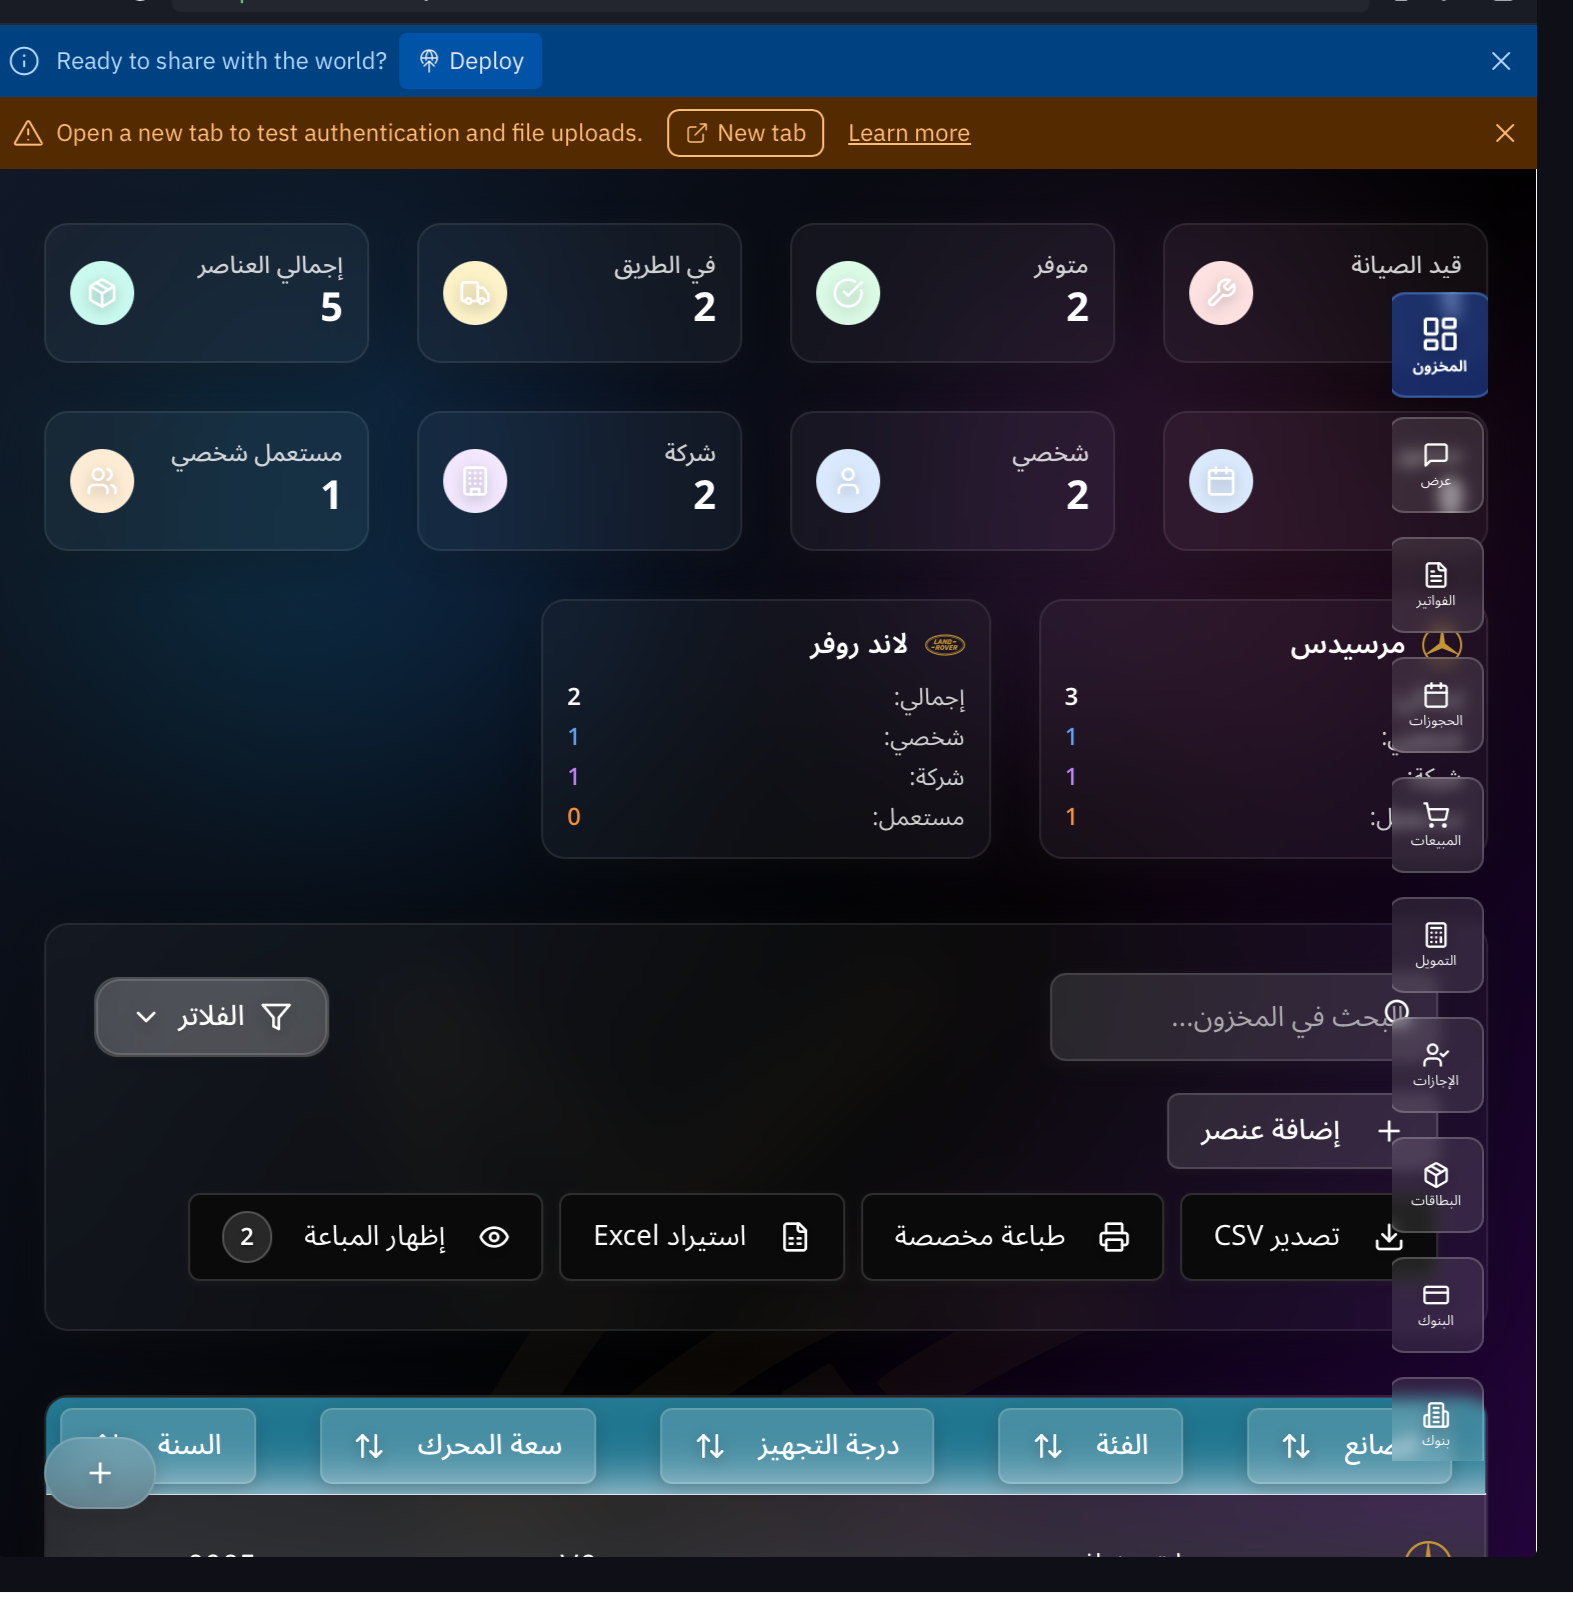 Ready to share with the world? Deploy
Open a new tab to test authentication and file uploads. New tab Learn more
قيد الصيانة
متوفر
2
في الطريق
2
إجمالي العناصر
5
شخصي
2
شركة
2
مستعمل شخصي
1
المخزون
عرض
الفواتير
الحجوزات
المبيعات
التمويل
الإجازات
البطاقات
البنوك
بنوك
مرسيدس
3
1
1
1
LAND-
-ROVER
لاند روفر
إجمالي: 2
شخصي: 1
شركة: 1
مستعمل: 0
البحث في المخزون...
الفلاتر
إضافة عنصر
تصدير CSV
طباعة مخصصة
استيراد Excel
إظهار المباعة 2
الفئة
درجة التجهيز
سعة المحرك
السنة